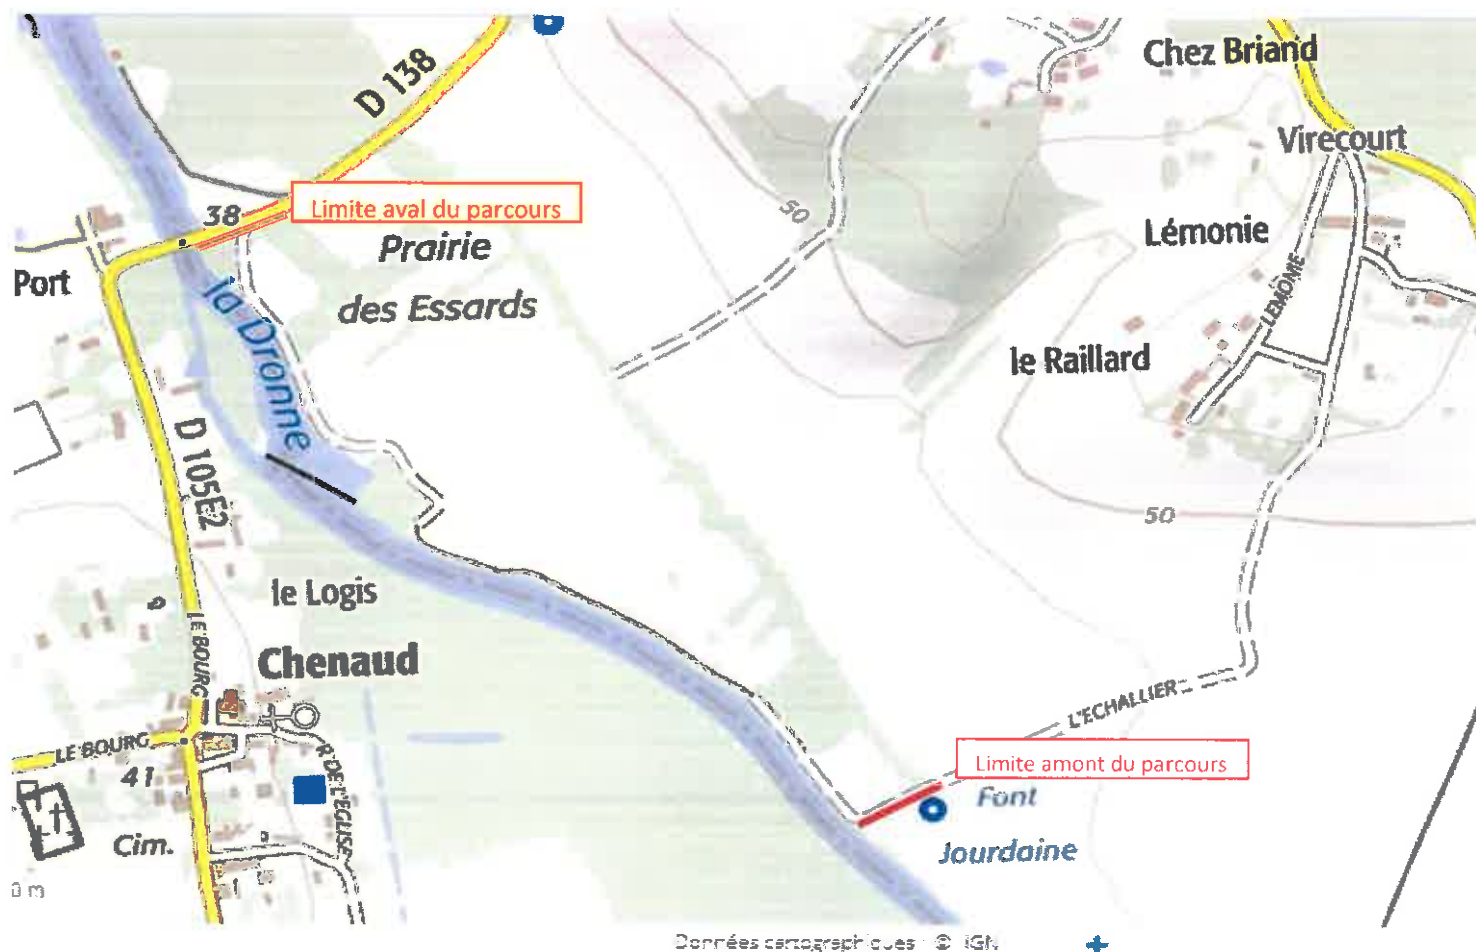 D 138
Chez Briand
Virecourt
Limite aval du parcours
38
50
Prairie
des Essards
Lémonie
LEMONIE
Port
la Dronne
le Raillard
D 105E2
50
le Logis
LE BOURG
Chenaud
L'ECHALLIER
LE BOURG
41
R DE L'EGLISE
Limite amont du parcours
Font
Jourdaine
Cim.
0 m
Données cartographiques : © IGN